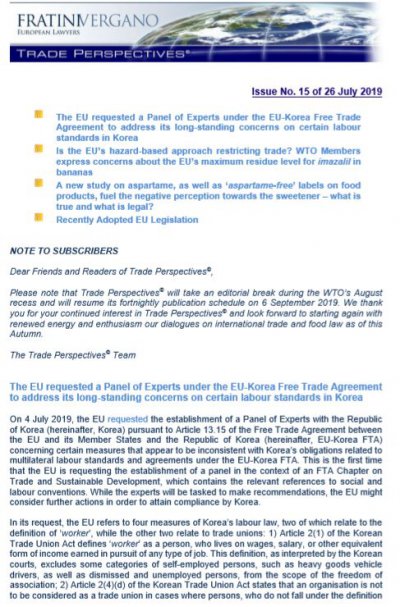 FRATINIVERGANO
EUROPEAN LAWYERS
TRADE PERSPECTIVES©
Issue No. 15 of 26 July 2019
The EU requested a Panel of Experts under the EU-Korea Free Trade
Agreement to address its long-standing concerns on certain labour
standards in Korea
Is the EU's hazard-based approach restricting trade? WTO Members
express concerns about the EU's maximum residue level for imazalil in
bananas
A new study on aspartame, as well as 'aspartame-free' labels on food
products, fuel the negative perception towards the sweetener – what is
true and what is legal?
Recently Adopted EU Legislation
NOTE TO SUBSCRIBERS
Dear Friends and Readers of Trade Perspectives©,
Please note that Trade Perspectives© will take an editorial break during the WTO's August
recess and will resume its fortnightly publication schedule on 6 September 2019. We thank
you for your continued interest in Trade Perspectives© and look forward to starting again with
renewed energy and enthusiasm our dialogues on international trade and food law as of this
Autumn.
The Trade Perspectives© Team
The EU requested a Panel of Experts under the EU-Korea Free Trade Agreement
to address its long-standing concerns on certain labour standards in Korea
On 4 July 2019, the EU requested the establishment of a Panel of Experts with the Republic
of Korea (hereinafter, Korea) pursuant to Article 13.15 of the Free Trade Agreement between
the EU and its Member States and the Republic of Korea (hereinafter, EU-Korea FTA)
concerning certain measures that appear to be inconsistent with Korea's obligations related to
multilateral labour standards and agreements under the EU-Korea FTA. This is the first time
that the EU is requesting the establishment of a panel in the context of an FTA Chapter on
Trade and Sustainable Development, which contains the relevant references to social and
labour conventions. While the experts will be tasked to make recommendations, the EU might
consider further actions in order to attain compliance by Korea.
In its request, the EU refers to four measures of Korea's labour law, two of which relate to the
definition of 'worker', while the other two relate to trade unions: 1) Article 2(1) of the Korean
Trade Union Act defines 'worker' as a person, who lives on wages, salary, or other equivalent
form of income earned in pursuit of any type of job. This definition, as interpreted by the Korean
courts, excludes some categories of self-employed persons, such as heavy goods vehicle
drivers, as well as dismissed and unemployed persons, from the scope of the freedom of
association; 2) Article 2(4)(d) of the Korean Trade Union Act states that an organisation is not
to be considered as a trade union in cases where persons, who do not fall under the definition